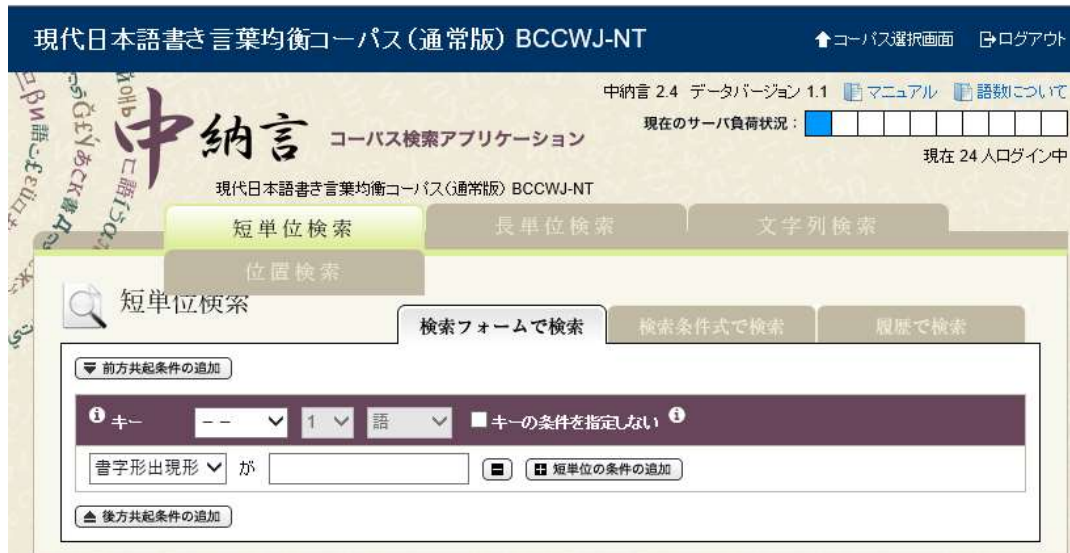 現代日本語書き言葉均衡コーパス(通常版) BCCWJ-NT
コーパス選択画面 ログアウト
中納言 2.4 データバージョン 1.1 マニュアル 語数について
現在のサーバ負荷状況：
現在 24 人ログイン中
中納言 コーパス検索アプリケーション
現代日本語書き言葉均衡コーパス(通常版) BCCWJ-NT
短単位検索 長単位検索 文字列検索
位置検索
短単位検索
検索フォームで検索 検索条件式で検索 履歴で検索
前方共起条件の追加
キー -- 1 語 キーの条件を指定しない
書字形出現形 が 短単位の条件の追加
後方共起条件の追加